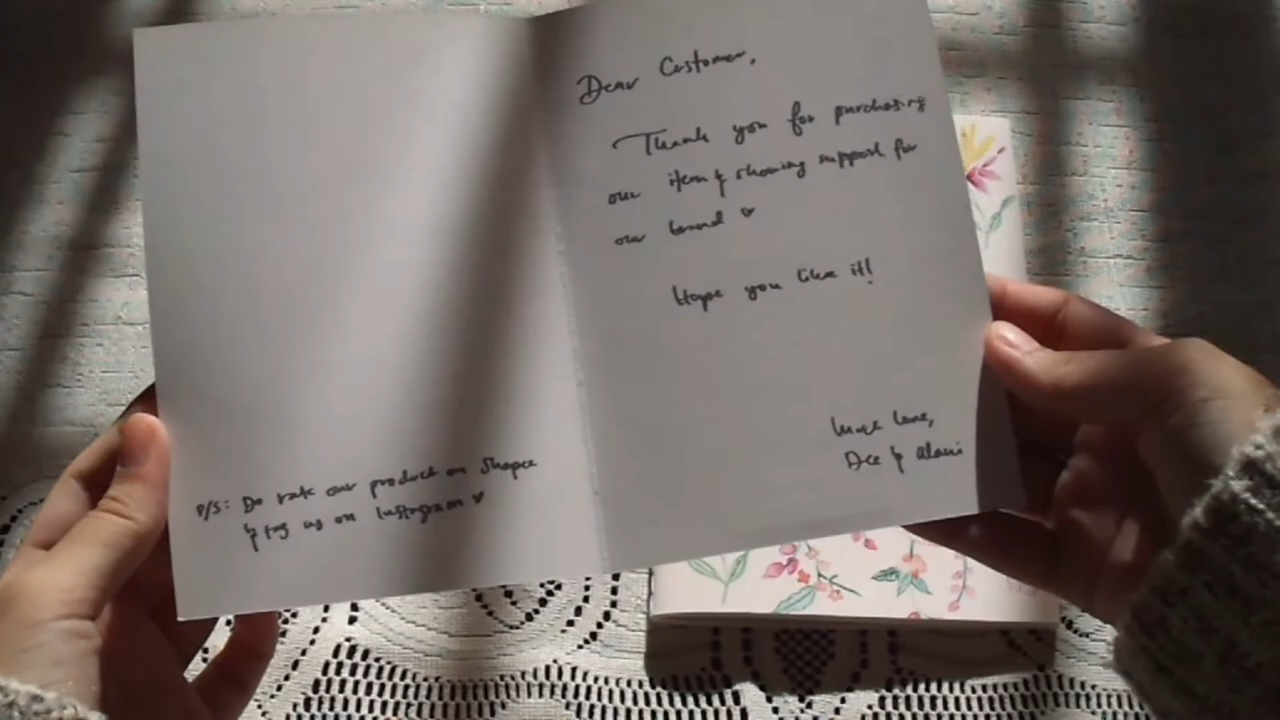 P/S: Do rate our product on Shopee
& tag us on Instagram ♥
Dear Customer,
Thank you for purchasing
our item & showing support for
our brand ♥
Hope you like it!
Much love,
Dee &